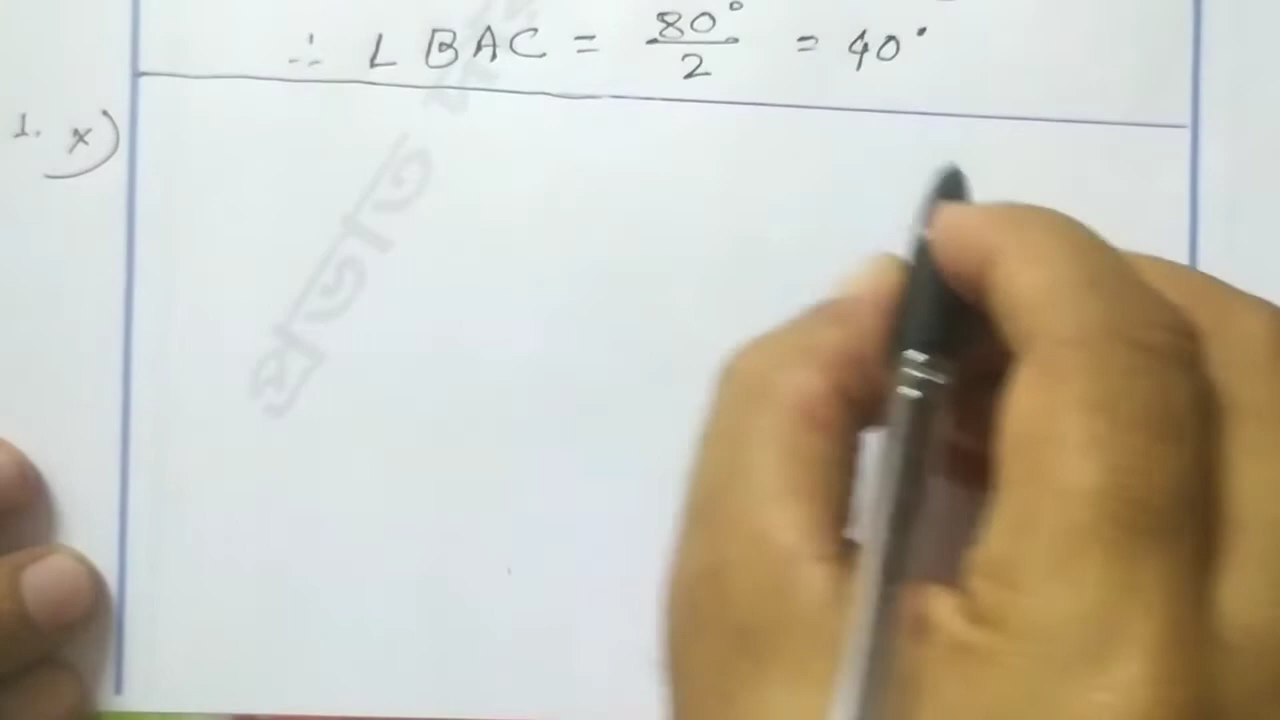 ∴ ∠ BAC = 80°/2 = 40°
1. x)